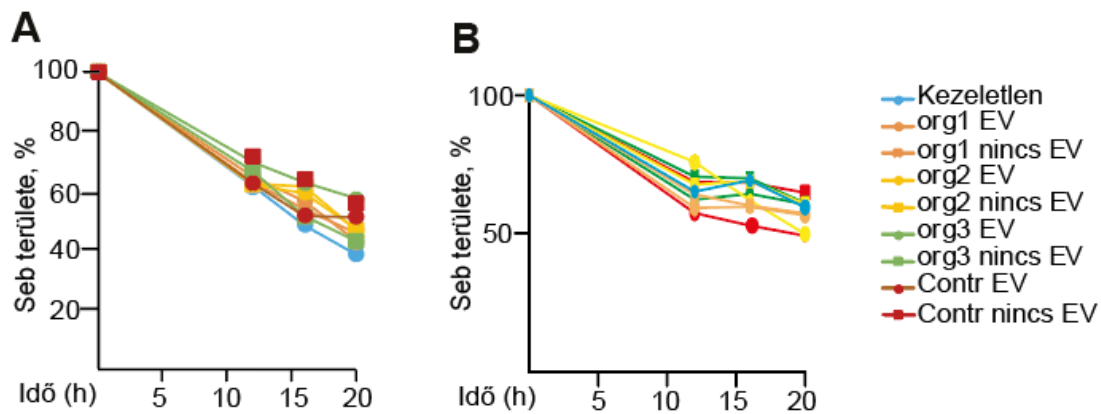 A
Seb területe, %
100
80
60
40
20
Idő (h)
5 10 15 20
B
Seb területe, %
100
50
Idő (h)
5 10 15 20
Kezeletlen
org1 EV
org1 nincs EV
org2 EV
org2 nincs EV
org3 EV
org3 nincs EV
Contr EV
Contr nincs EV